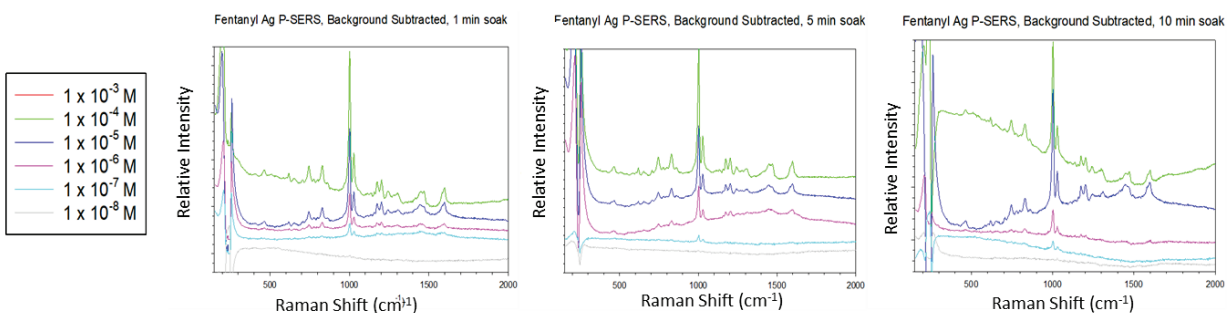 Fentanyl Ag P-SERS, Background Subtracted, 1 min soak
Fentanyl Ag P-SERS, Background Subtracted, 5 min soak
Fentanyl Ag P-SERS, Background Subtracted, 10 min soak
1 x 10⁻³ M
1 x 10⁻⁴ M
1 x 10⁻⁵ M
1 x 10⁻⁶ M
1 x 10⁻⁷ M
1 x 10⁻⁸ M
Relative Intensity
500 1000 1500 2000
Raman Shift (cm⁻¹)
Relative Intensity
500 1000 1500 2000
Raman Shift (cm⁻¹)
Relative Intensity
500 1000 1500 2000
Raman Shift (cm⁻¹)